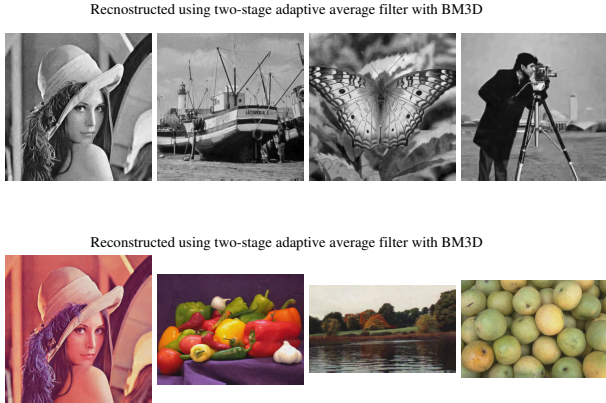 Recnostructed using two-stage adaptive average filter with BM3D
Reconstructed using two-stage adaptive average filter with BM3D